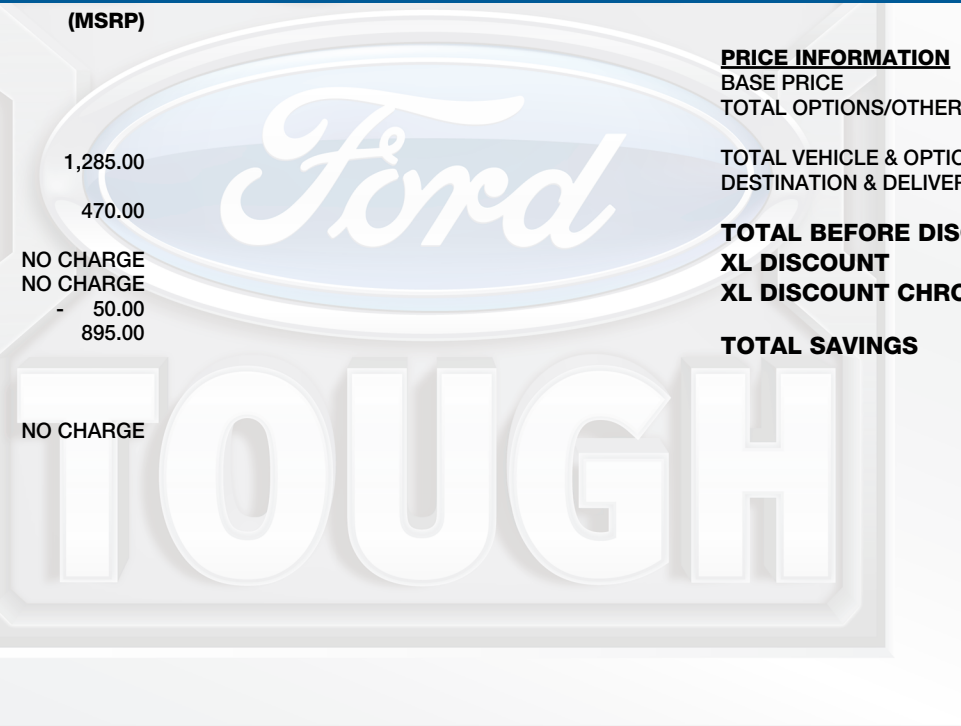 (MSRP)
1,285.00
470.00
NO CHARGE
NO CHARGE
- 50.00
895.00
NO CHARGE
PRICE INFORMATION
BASE PRICE
TOTAL OPTIONS/OTHER
TOTAL VEHICLE & OPTIO
DESTINATION & DELIVER
TOTAL BEFORE DISC
XL DISCOUNT
XL DISCOUNT CHRO
TOTAL SAVINGS
Ford
TOUGH